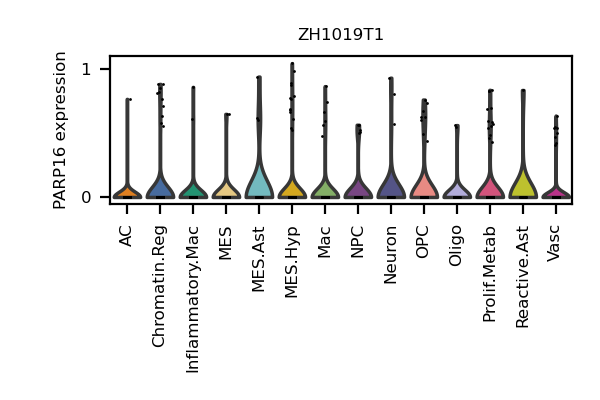 ZH1019T1
PARP16 expression
1
0
AC
Chromatin.Reg
Inflammatory.Mac
MES
MES.Ast
MES.Hyp
Mac
NPC
Neuron
OPC
Oligo
Prolif.Metab
Reactive.Ast
Vasc